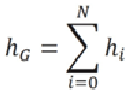 h_G = \sum_{i=0}^{N} h_i